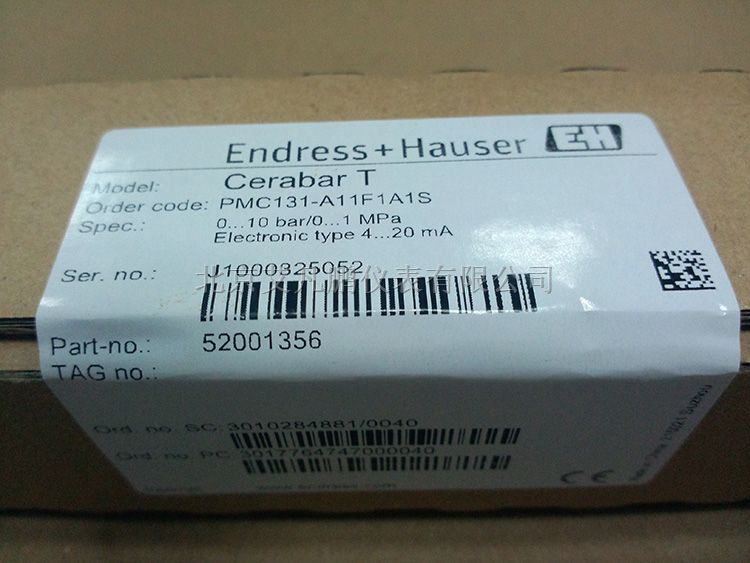 Endress+Hauser EH
Model: Cerabar T
Order code: PMC131-A11F1A1S
Spec.: 0...10 bar/0...1 MPa
Electronic type 4...20 mA
Ser. no.: J1000325052
Part-no.: 52001356
TAG no.:
Ord. no. SC: 3010284881/0040
Ord. no. PC: 3017764747000040
CE